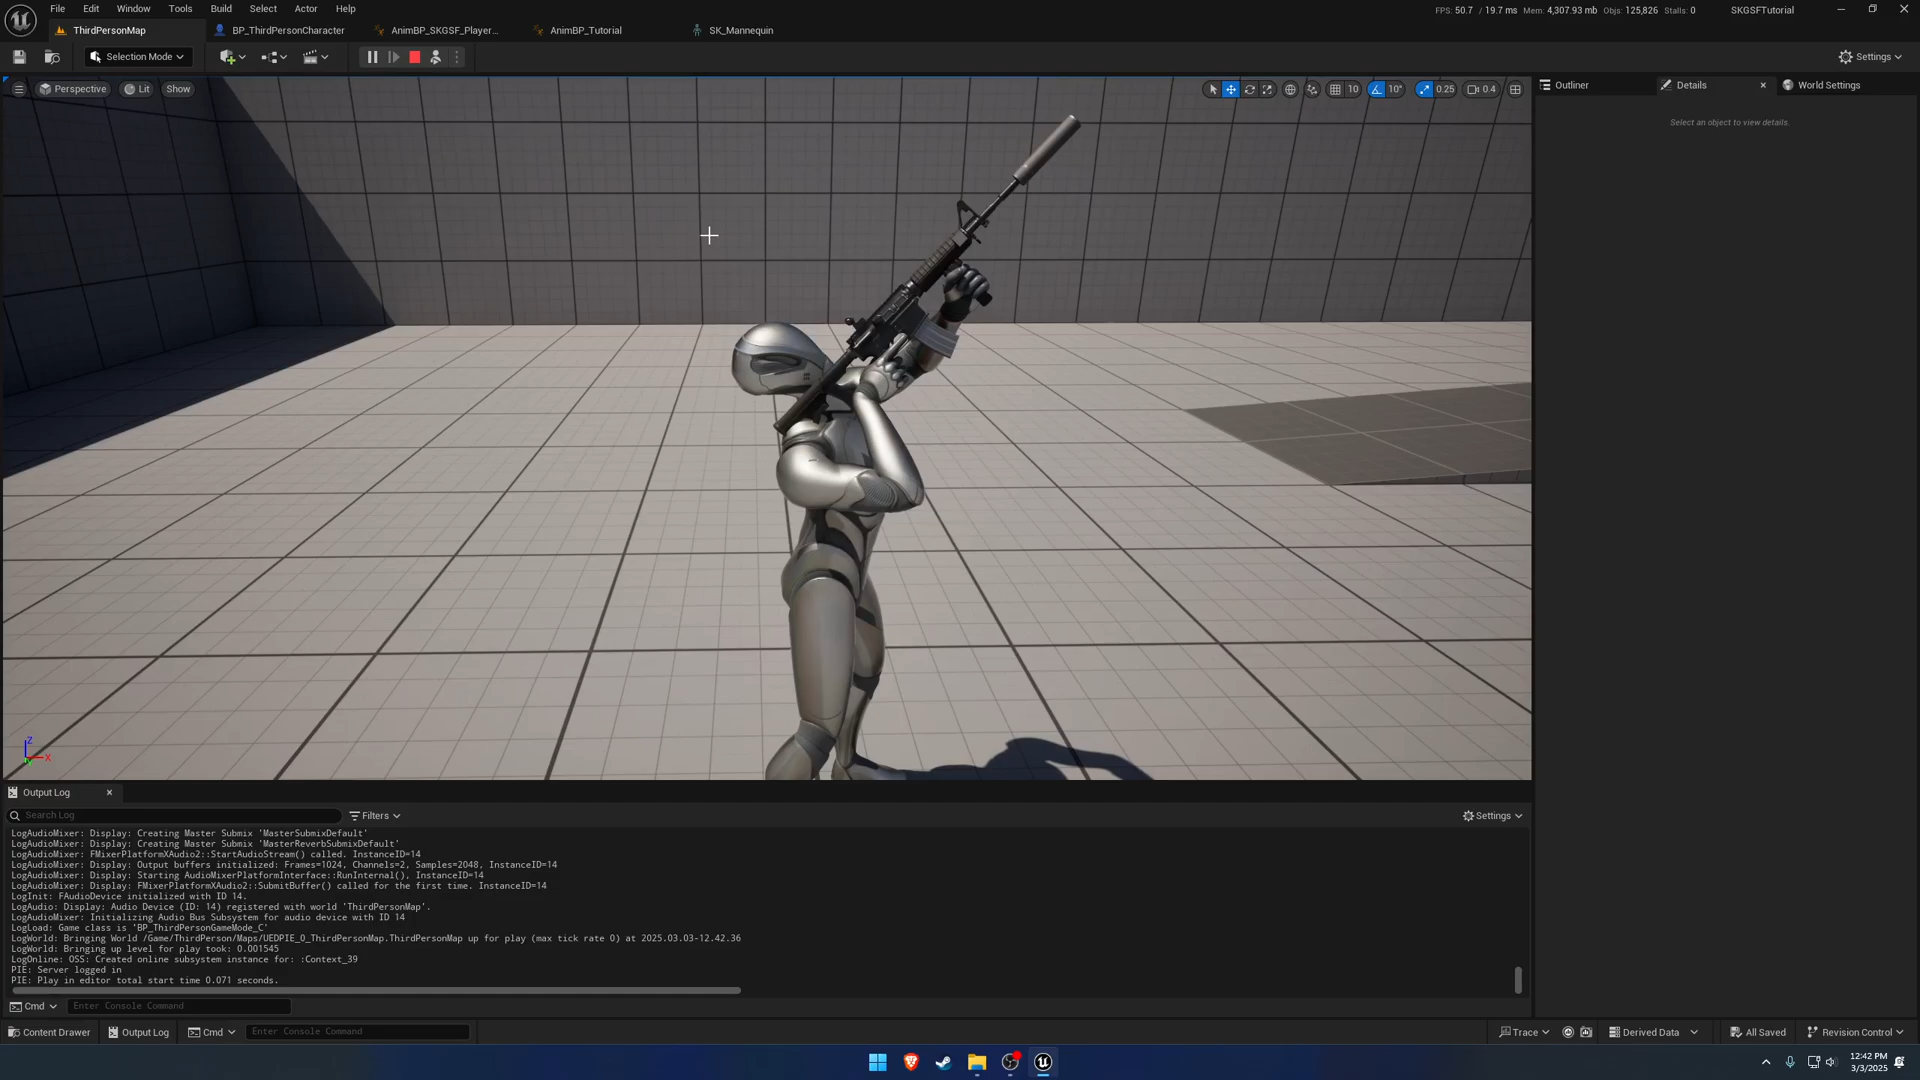 File Edit Window Tools Build Select Actor Help
FPS: 50.7 / 19.7 ms Mem: 4,307.93 mb Objs: 125,826 Stalls: 0 SKGSFTutorial
ThirdPersonMap BP_ThirdPersonCharacter AnimBP_SKGSF_Player... AnimBP_Tutorial SK_Mannequin
Selection Mode Settings
Perspective Lit Show 10 10° 0.25 0.4
Outliner Details World Settings
Select an object to view details.
Z
X
Output Log
Search Log Filters Settings
LogAudioMixer: Display: Creating Master Submix 'MasterSubmixDefault'
LogAudioMixer: Display: Creating Master Submix 'MasterReverbSubmixDefault'
LogAudioMixer: FMixerPlatformXAudio2::StartAudioStream() called. InstanceID=14
LogAudioMixer: Display: Output buffers initialized: Frames=1024, Channels=2, Samples=2048, InstanceID=14
LogAudioMixer: Display: Starting AudioMixerPlatformInterface::RunInternal(), InstanceID=14
LogAudioMixer: Display: FMixerPlatformXAudio2::SubmitBuffer() called for the first time. InstanceID=14
LogInit: FAudioDevice initialized with ID 14.
LogAudio: Display: Audio Device (ID: 14) registered with world 'ThirdPersonMap'.
LogAudioMixer: Initializing Audio Bus Subsystem for audio device with ID 14
LogLoad: Game class is 'BP_ThirdPersonGameMode_C'
LogWorld: Bringing World /Game/ThirdPerson/Maps/UEDPIE_0_ThirdPersonMap.ThirdPersonMap up for play (max tick rate 0) at 2025.03.03-12.42.36
LogWorld: Bringing up level for play took: 0.001545
LogOnline: OSS: Created online subsystem instance for: :Context_39
PIE: Server logged in
PIE: Play in editor total start time 0.071 seconds.
Cmd Enter Console Command
Content Drawer Output Log Cmd Enter Console Command Trace Derived Data All Saved Revision Control
12:42 PM
3/3/2025